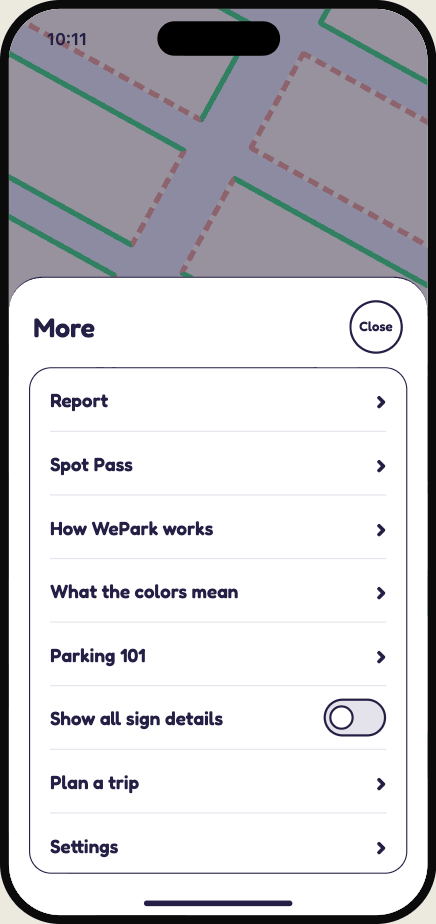 10:11
More
Close
Report
Spot Pass
How WePark works
What the colors mean
Parking 101
Show all sign details
Plan a trip
Settings